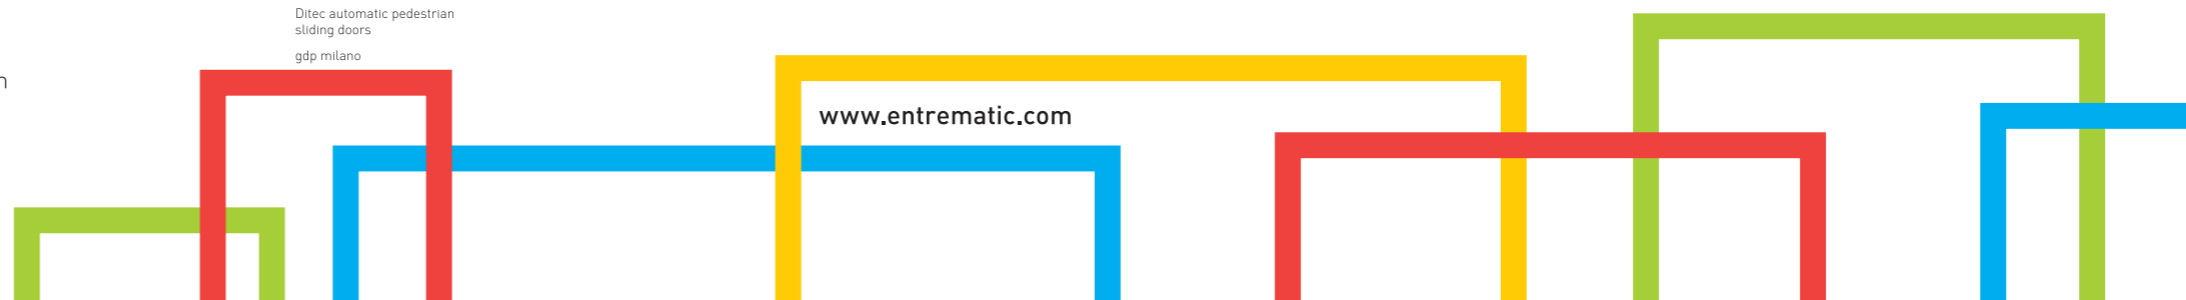 Ditec automatic pedestrian
sliding doors
gdp milano
www.entrematic.com